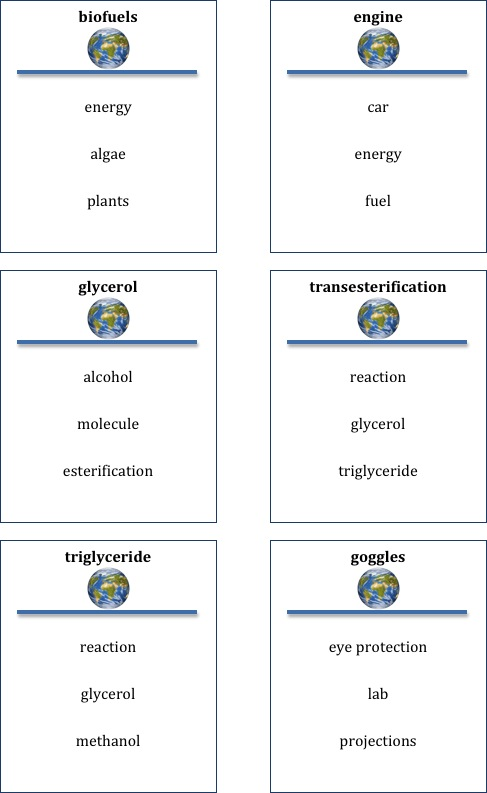 biofuels
energy
algae
plants
engine
car
energy
fuel
glycerol
alcohol
molecule
esterification
transesterification
reaction
glycerol
triglyceride
triglyceride
reaction
glycerol
methanol
goggles
eye protection
lab
projections